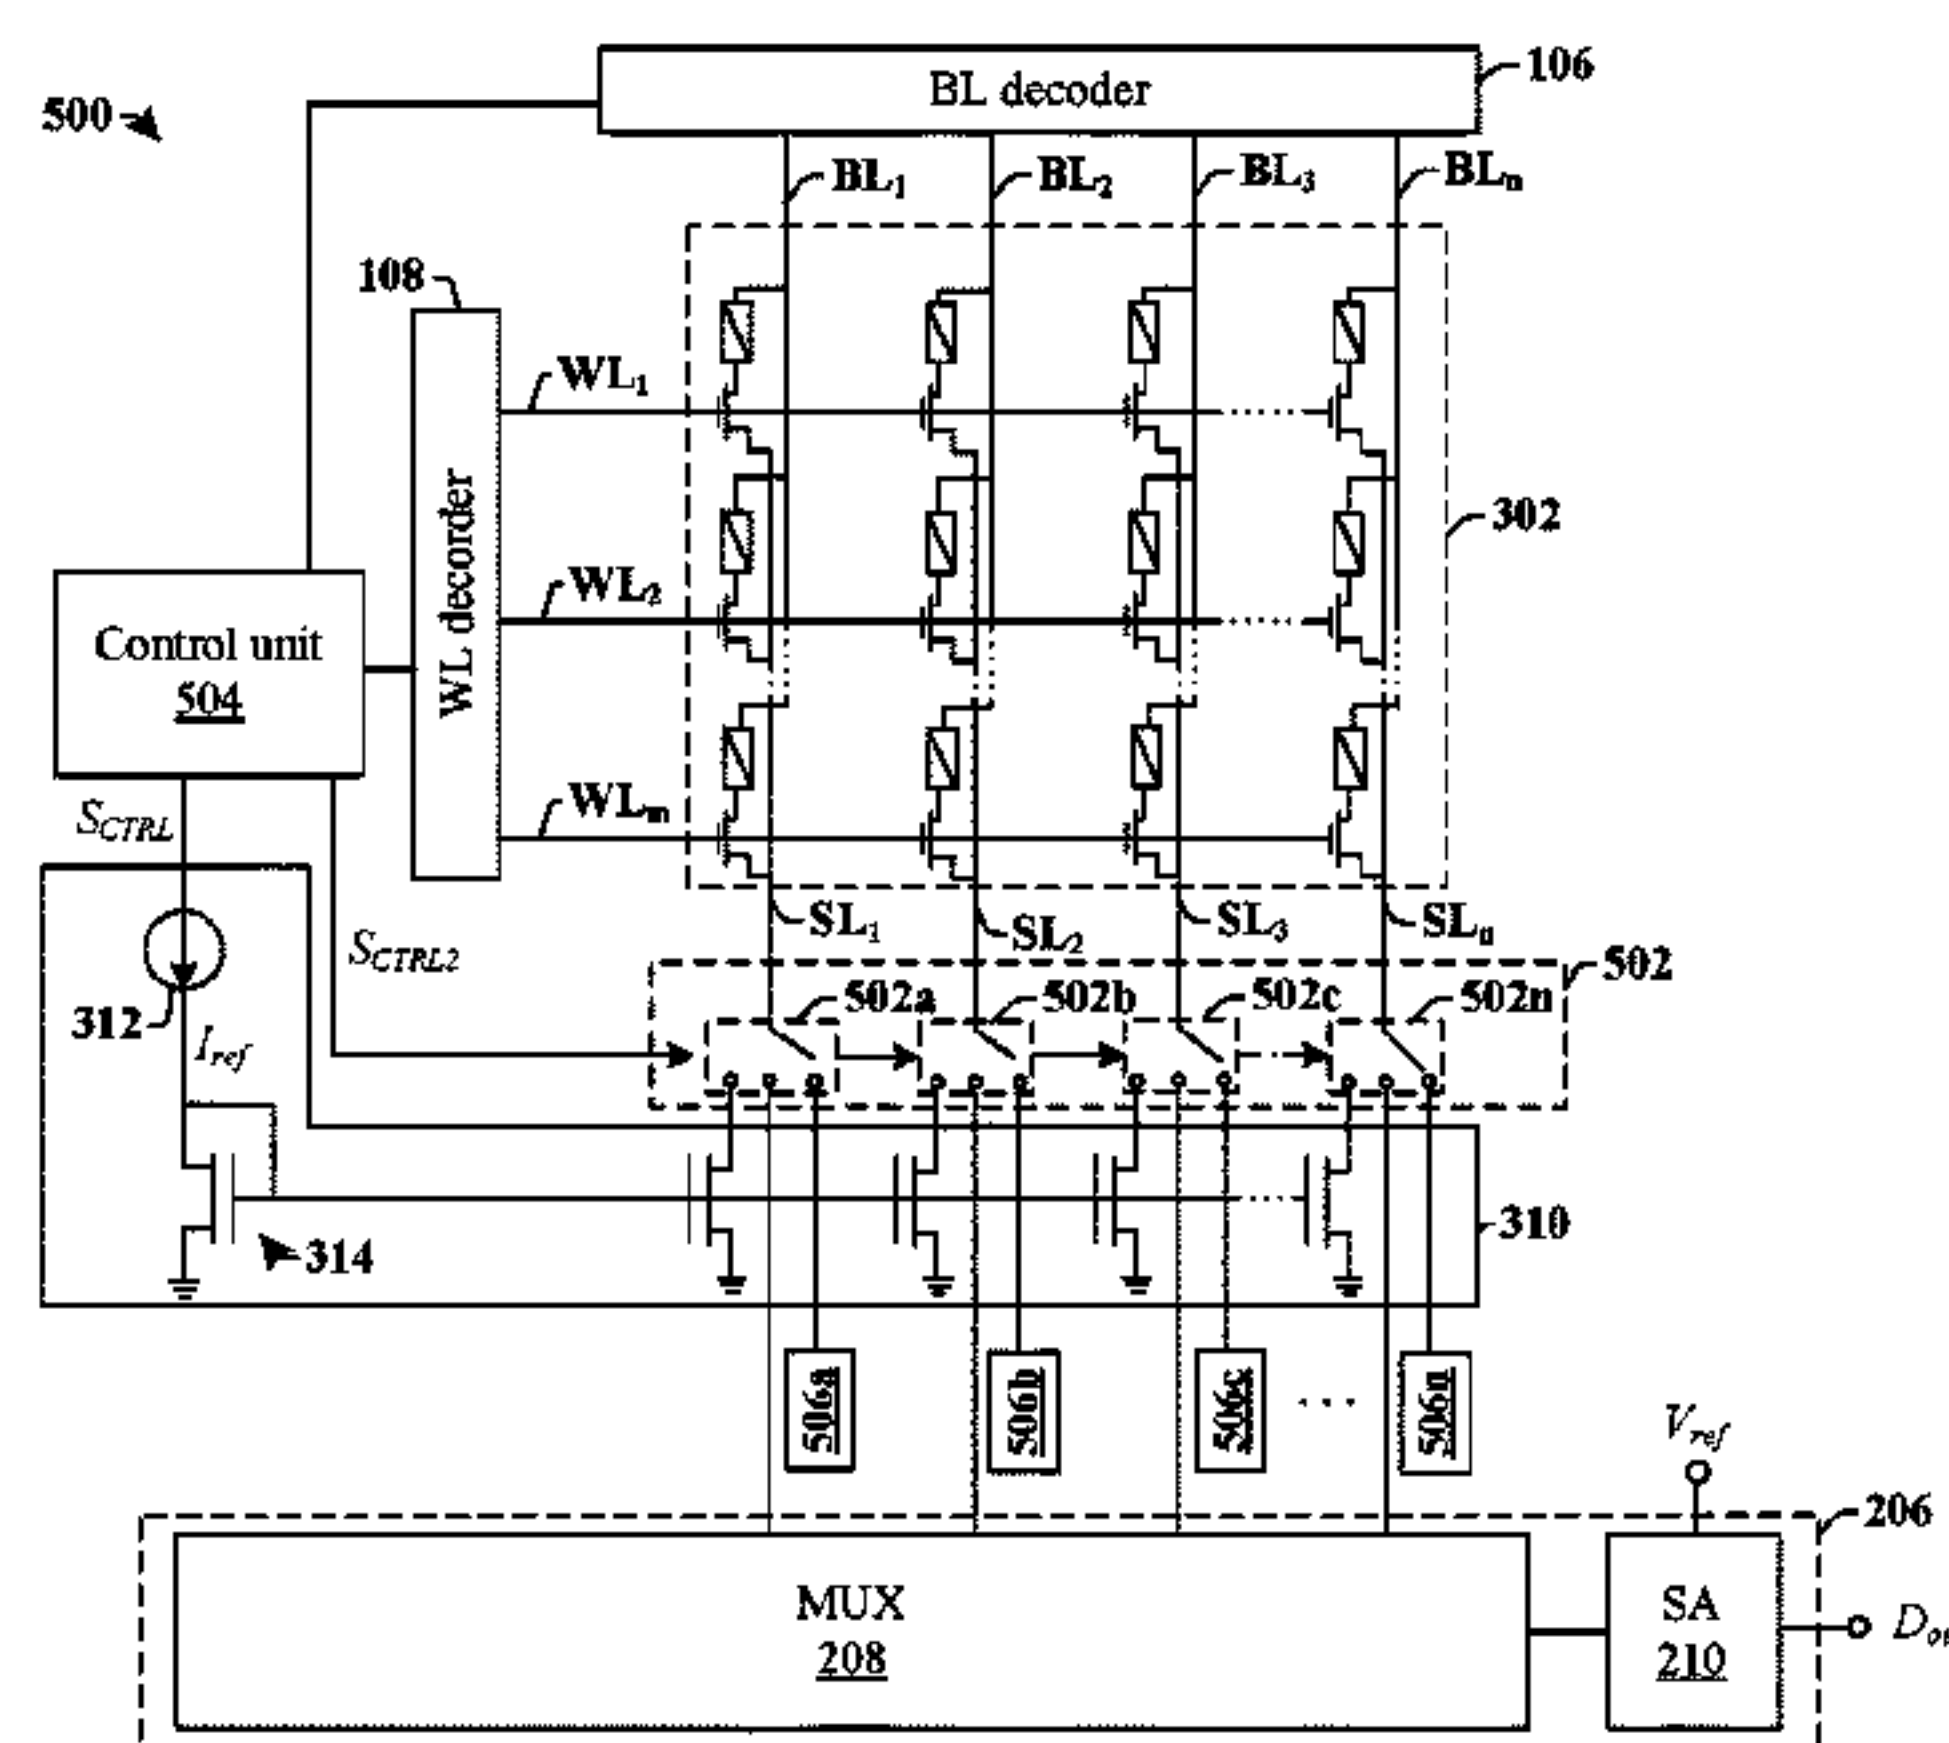 BL decoder
106
500
BL1
BL2
BL3
BLn
108
WL1
302
WL decorder
WL2
Control unit
504
WLm
SCTRL
SL1
SL2
SL3
SLn
SCTRL2
502
502a
502b
502c
502n
312
Iref
310
314
506a
506b
506c
. . .
506n
Vref
206
MUX
208
SA
210